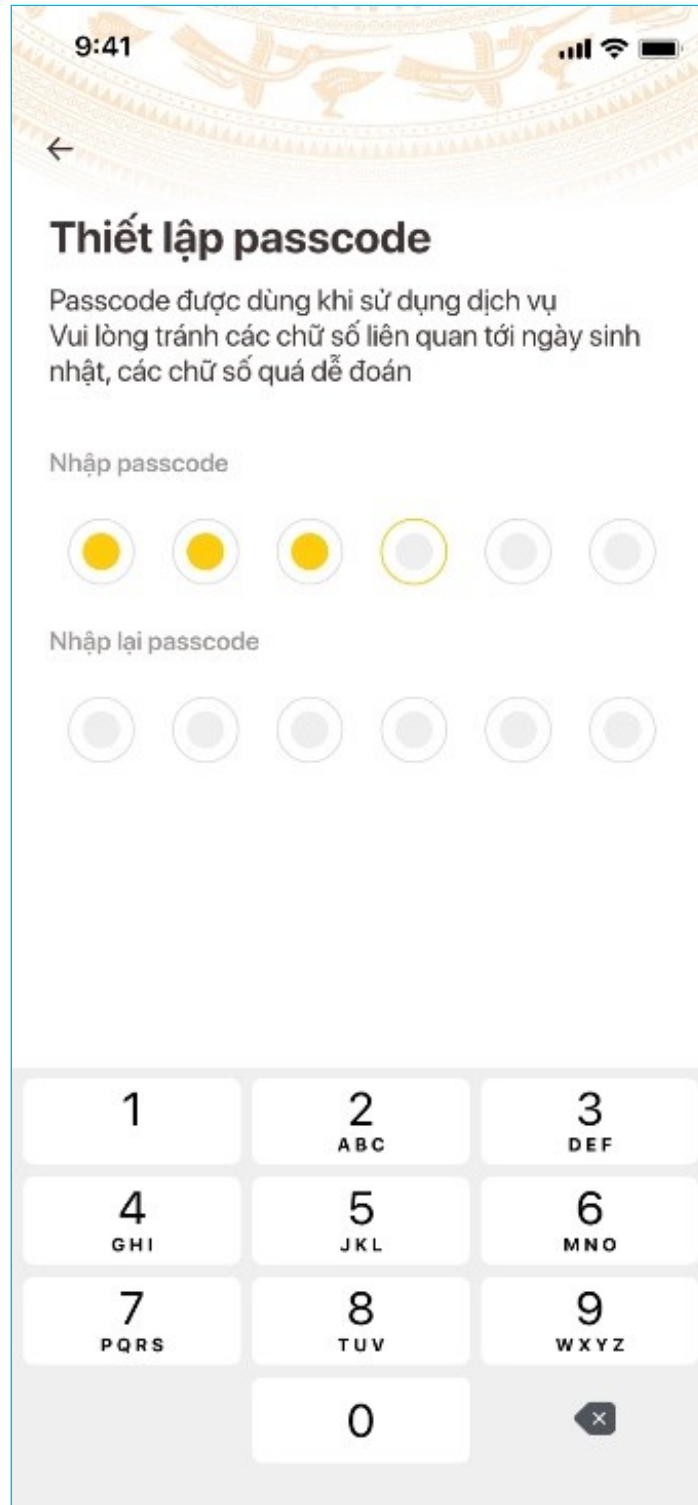 9:41
Thiết lập passcode
Passcode được dùng khi sử dụng dịch vụ
Vui lòng tránh các chữ số liên quan tới ngày sinh
nhật, các chữ số quá dễ đoán
Nhập passcode
Nhập lại passcode
1 2 3
ABC DEF
4 5 6
GHI JKL MNO
7 8 9
PQRS TUV WXYZ
0